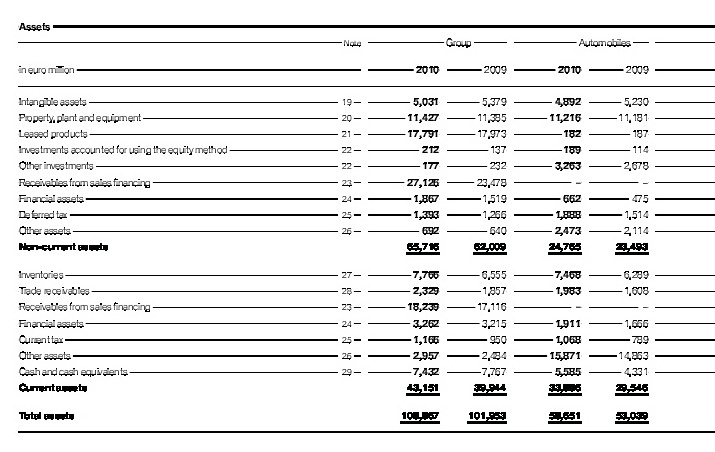 Assets
Note Group Automobiles
in euro million 2010 2009 2010 2009
Intangible assets 19 5,031 5,379 4,892 5,230
Property, plant and equipment 20 11,427 11,385 11,216 11,181
Leased products 21 17,791 17,973 182 187
Investments accounted for using the equity method 22 212 137 189 114
Other investments 22 177 232 3,263 2,678
Receivables from sales financing 23 27,126 23,478 – –
Financial assets 24 1,867 1,519 662 475
Deferred tax 25 1,393 1,266 1,888 1,514
Other assets 26 692 640 2,473 2,114
Non-current assets 65,716 62,009 24,765 23,493
Inventories 27 7,766 6,555 7,468 6,289
Trade receivables 28 2,329 1,857 1,983 1,608
Receivables from sales financing 23 18,239 17,116 – –
Financial assets 24 3,262 3,215 1,911 1,666
Current tax 25 1,166 950 1,068 789
Other assets 26 2,957 2,484 15,871 14,863
Cash and cash equivalents 29 7,432 7,767 5,585 4,331
Current assets 43,151 39,944 33,886 29,546
Total assets 108,867 101,953 58,651 53,039